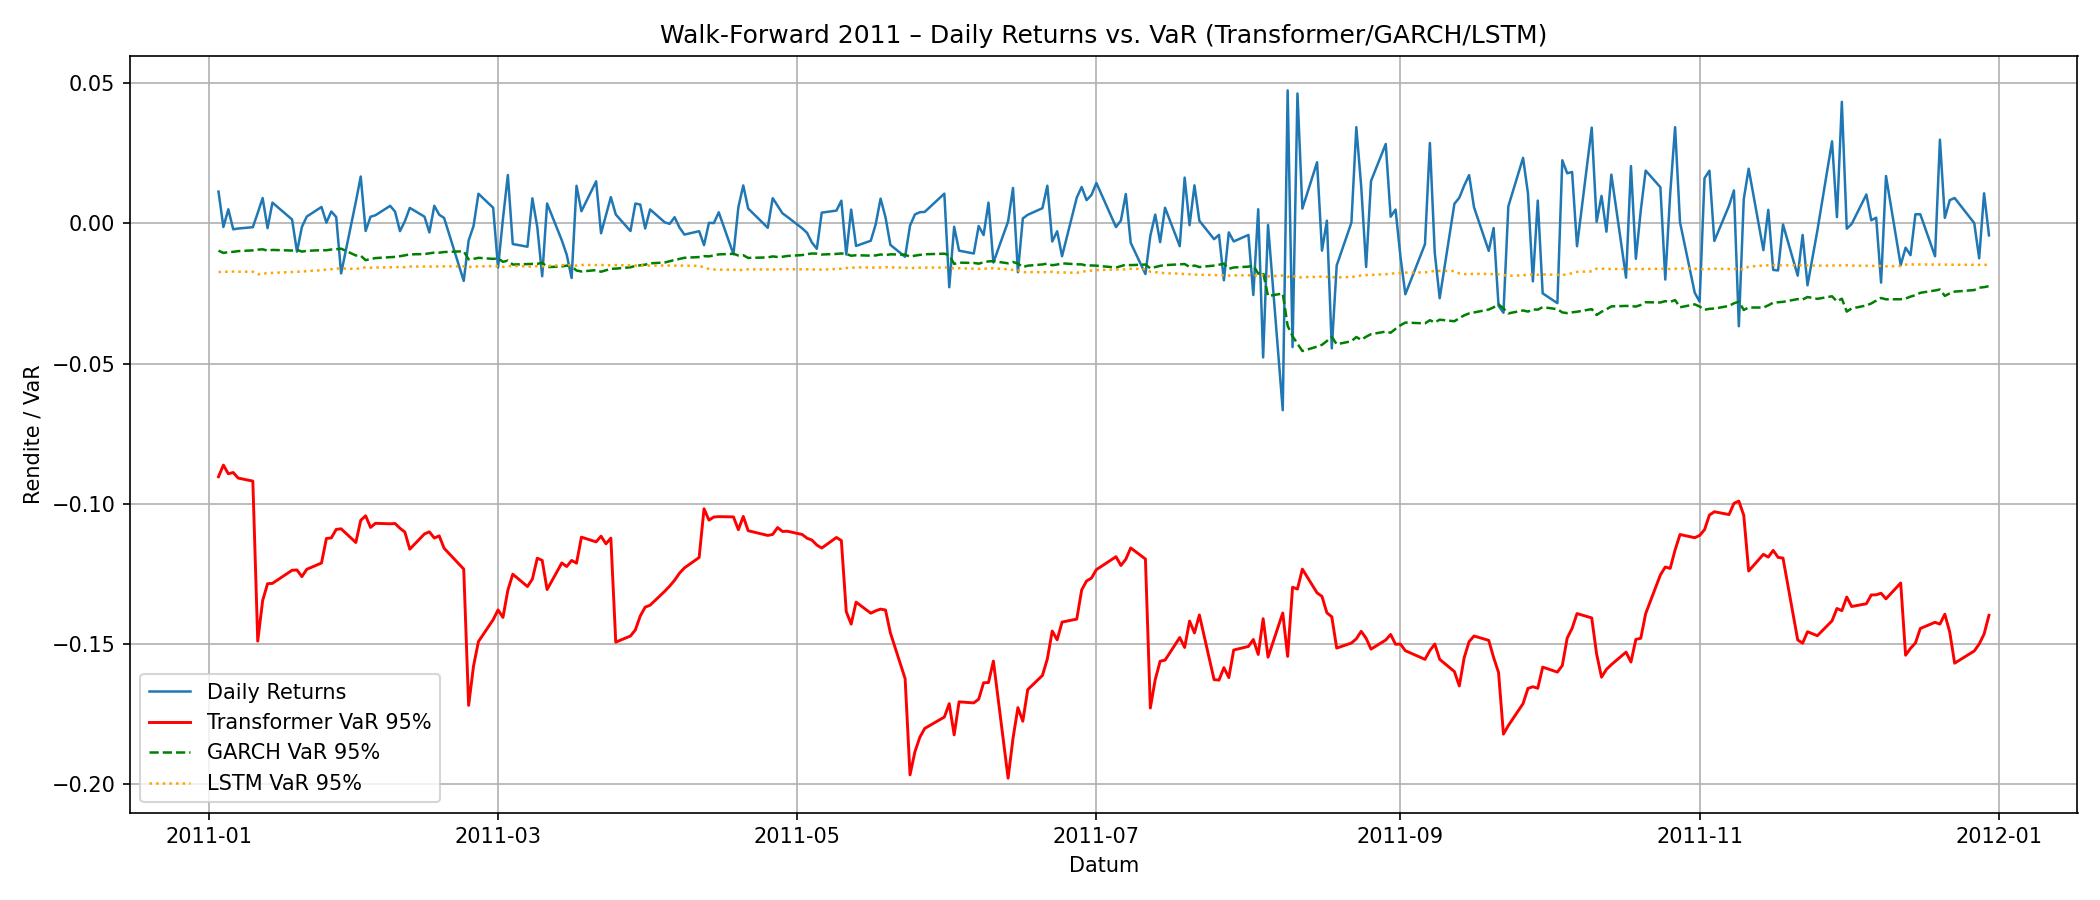 Walk-Forward 2011 – Daily Returns vs. VaR (Transformer/GARCH/LSTM)
Rendite / VaR
0.05
0.00
−0.05
−0.10
−0.15
−0.20
Daily Returns
Transformer VaR 95%
GARCH VaR 95%
LSTM VaR 95%
2011-01
2011-03
2011-05
2011-07
2011-09
2011-11
2012-01
Datum